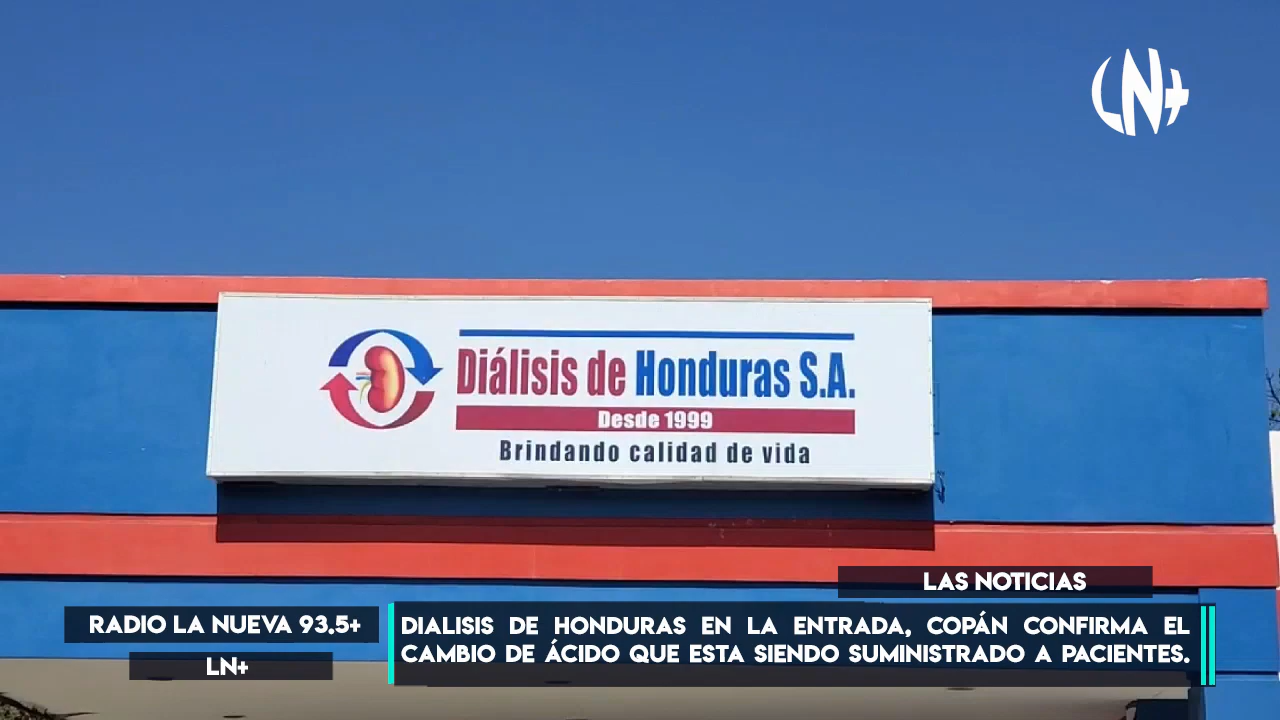 LN+
Diálisis de Honduras S.A.
Desde 1999
Brindando calidad de vida
LAS NOTICIAS
RADIO LA NUEVA 93.5+
LN+
DIALISIS DE HONDURAS EN LA ENTRADA, COPÁN CONFIRMA EL
CAMBIO DE ÁCIDO QUE ESTA SIENDO SUMINISTRADO A PACIENTES.